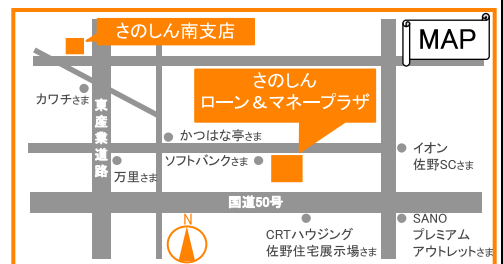 さのしん南支店
MAP
さのしん
ローン＆マネープラザ
カワチさま
東産業道路
かつはな亭さま
万里さま
ソフトバンクさま
イオン
佐野SCさま
国道50号
N
CRTハウジング
佐野住宅展示場さま
SANO
プレミアム
アウトレットさま